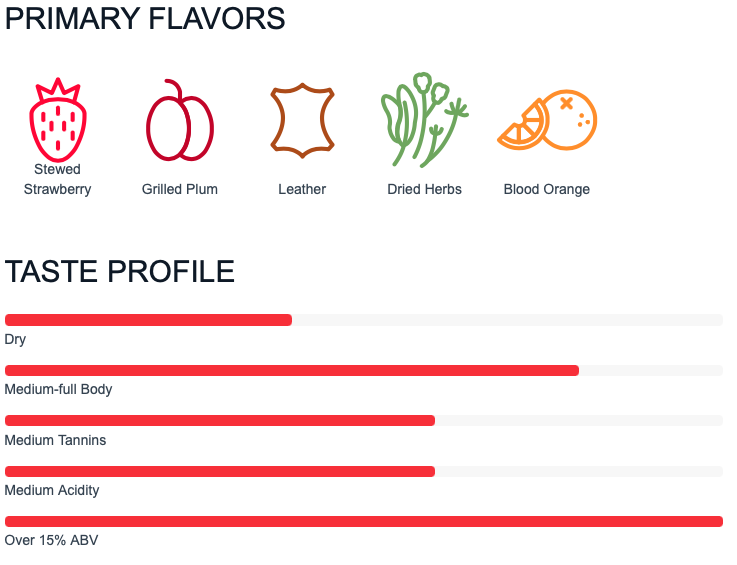 PRIMARY FLAVORS
Stewed
Strawberry
Grilled Plum
Leather
Dried Herbs
Blood Orange
TASTE PROFILE
Dry
Medium-full Body
Medium Tannins
Medium Acidity
Over 15% ABV